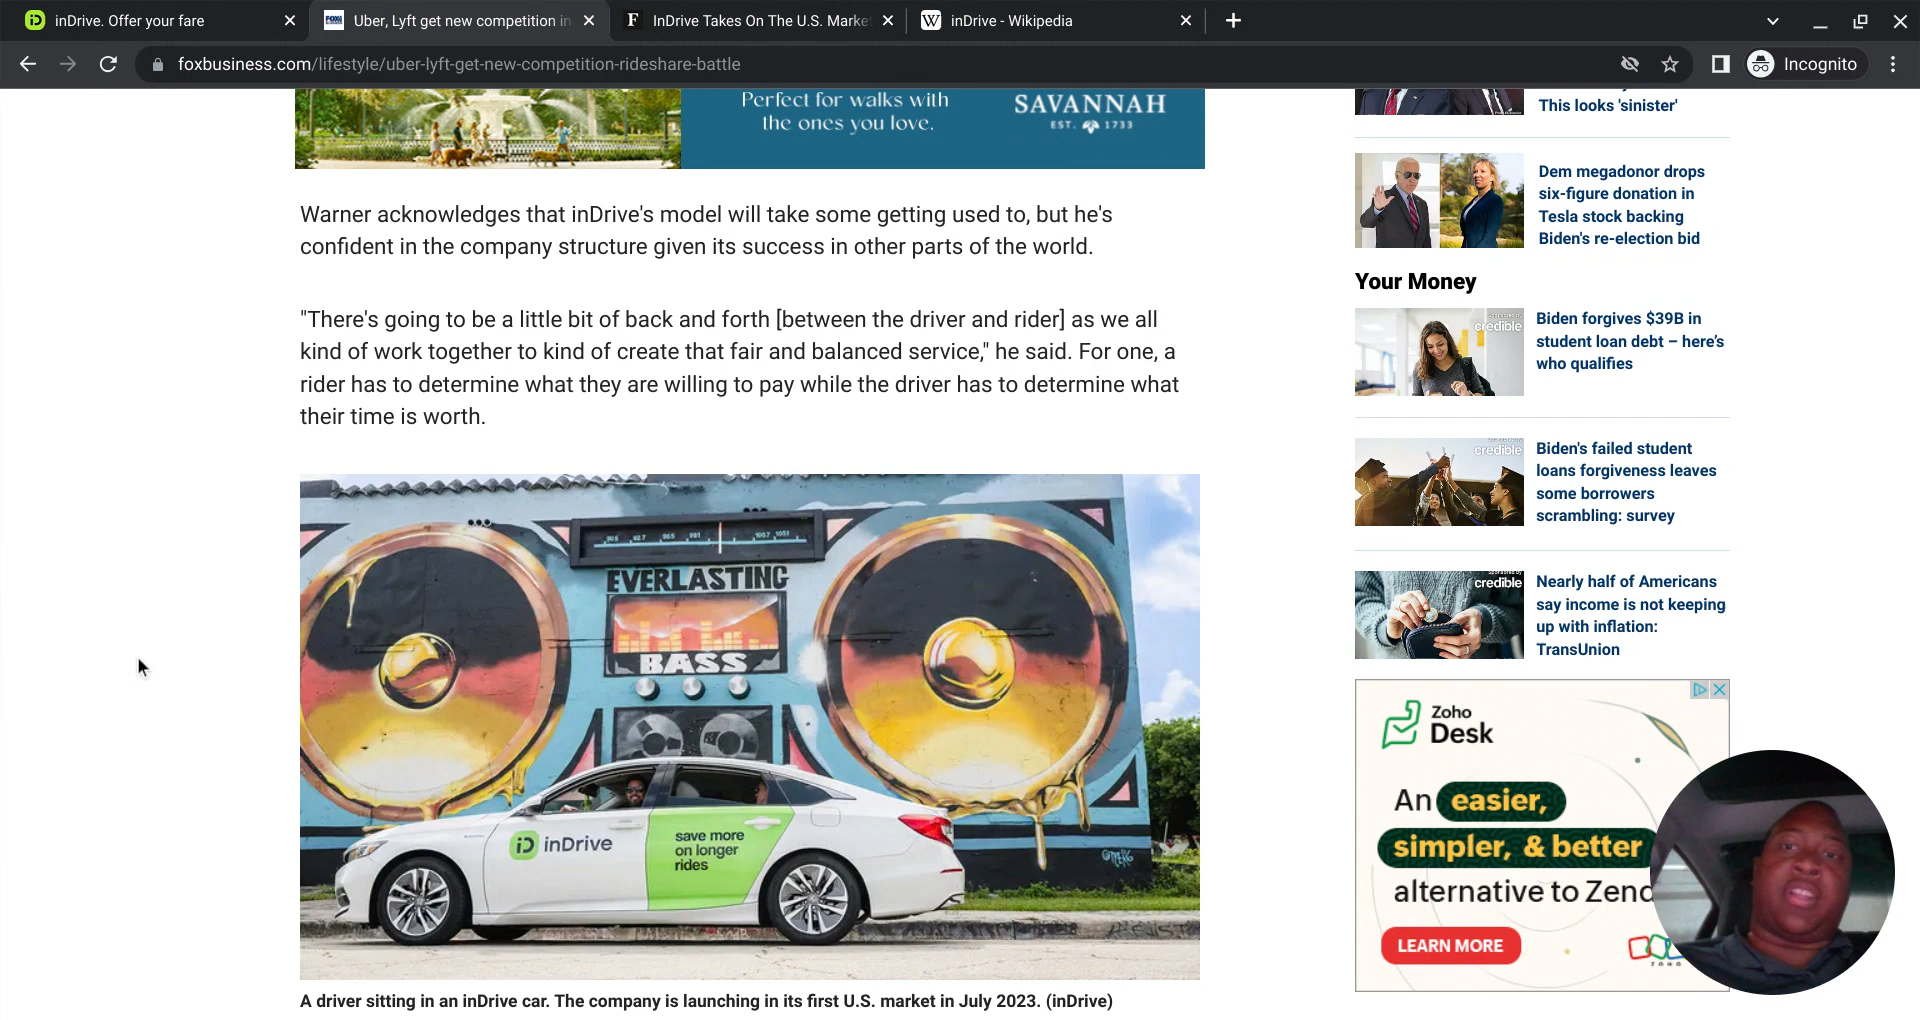 inDrive. Offer your fare
Uber, Lyft get new competition in
InDrive Takes On The U.S. Marke
inDrive - Wikipedia
foxbusiness.com/lifestyle/uber-lyft-get-new-competition-rideshare-battle
Incognito
Perfect for walks with
the ones you love.
SAVANNAH
EST. 1733
Warner acknowledges that inDrive's model will take some getting used to, but he's
confident in the company structure given its success in other parts of the world.
"There's going to be a little bit of back and forth [between the driver and rider] as we all
kind of work together to kind of create that fair and balanced service," he said. For one, a
rider has to determine what they are willing to pay while the driver has to determine what
their time is worth.
EVERLASTING
BASS
iD inDrive
save more
on longer
rides
A driver sitting in an inDrive car. The company is launching in its first U.S. market in July 2023. (inDrive)
This looks 'sinister'
Dem megadonor drops
six-figure donation in
Tesla stock backing
Biden's re-election bid
Your Money
Sponsored by
credible
Biden forgives $39B in
student loan debt – here's
who qualifies
credible
Biden's failed student
loans forgiveness leaves
some borrowers
scrambling: survey
Sponsored by
credible
Nearly half of Americans
say income is not keeping
up with inflation:
TransUnion
Zoho
Desk
An easier,
simpler, & better
alternative to Zend
LEARN MORE
ZOHO